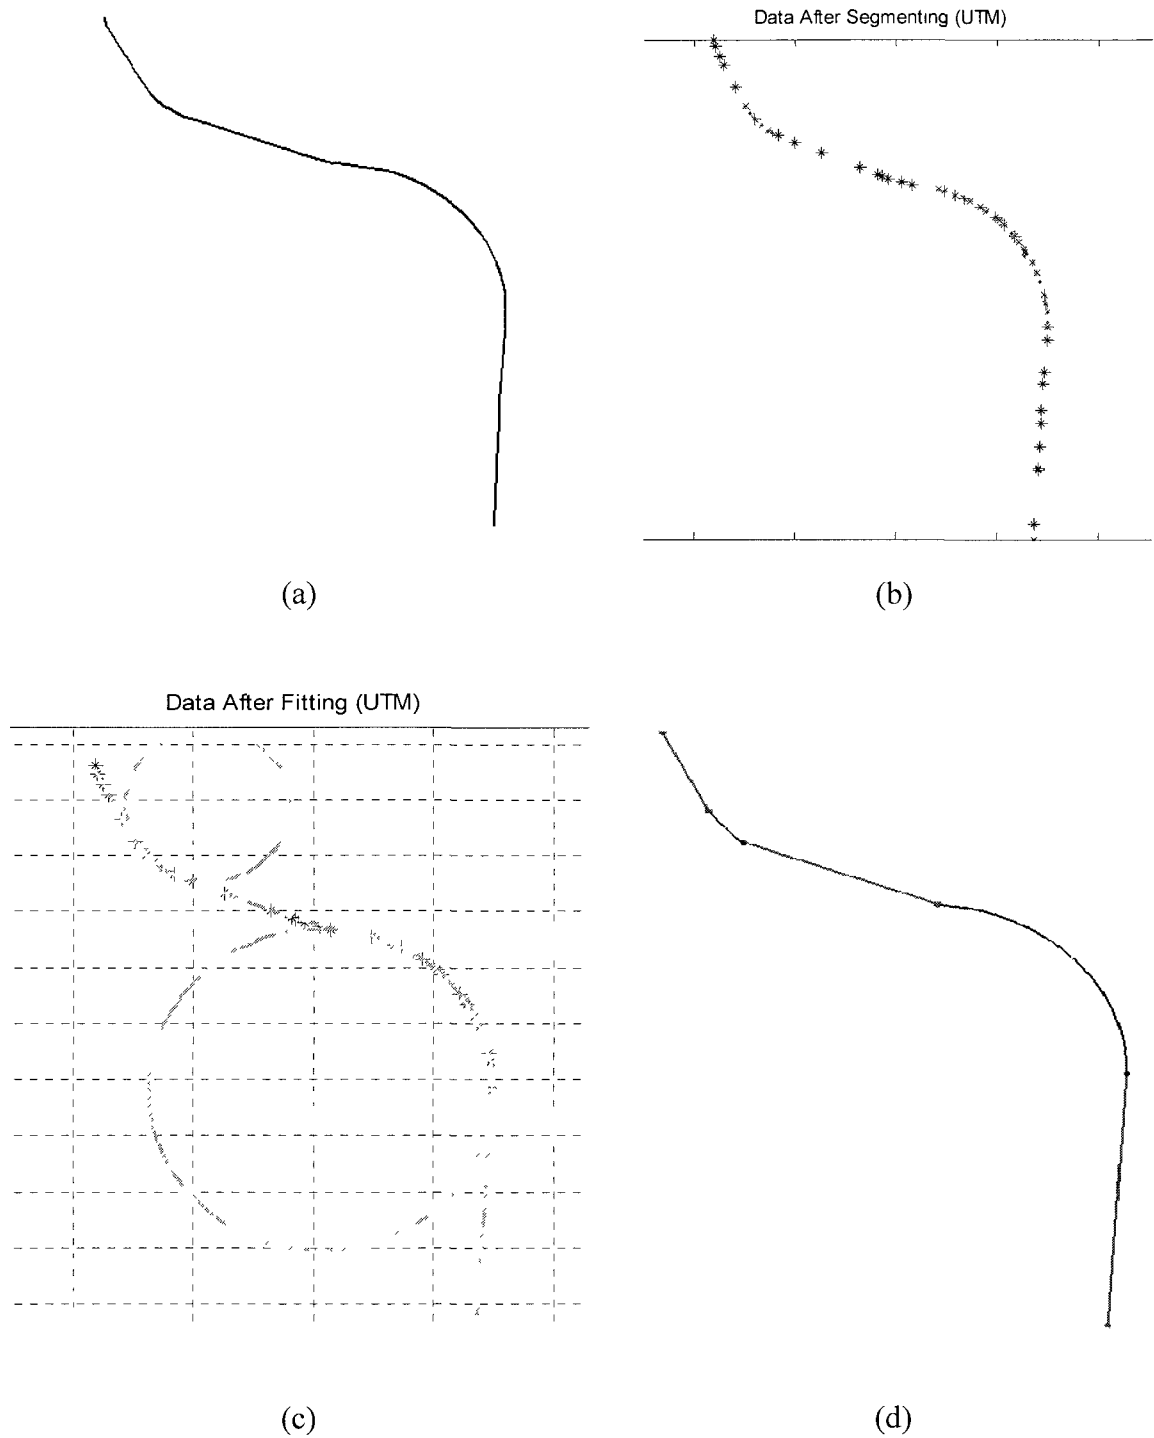 Data After Segmenting (UTM)
(a)
(b)
Data After Fitting (UTM)
(c)
(d)